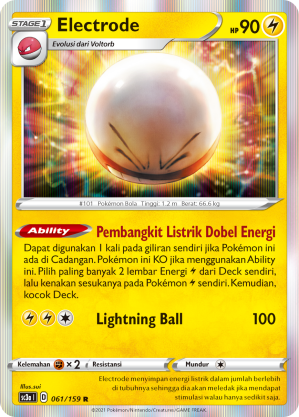 STAGE 1 Electrode HP 90
Evolusi dari Voltorb
#101 Pokémon Bola Tinggi: 1.2 m Berat: 66.6 kg
Ability Pembangkit Listrik Dobel Energi
Dapat digunakan 1 kali pada giliran sendiri jika Pokémon ini
ada di Cadangan. Pokémon ini KO jika menggunakan Ability
ini. Pilih paling banyak 2 lembar Energi dari Deck sendiri,
lalu kenakan sesukanya pada Pokémon sendiri. Kemudian,
kocok Deck.
Lightning Ball 100
Kelemahan × 2 Resistansi Mundur
Illus. sui
sc3a I D 061/159 R
Electrode menyimpan energi listrik dalam jumlah berlebih
di tubuhnya sehingga dia akan meledak jika mendapat
stimulasi walau hanya sedikit saja.
©2021 Pokémon/Nintendo/Creatures/GAME FREAK